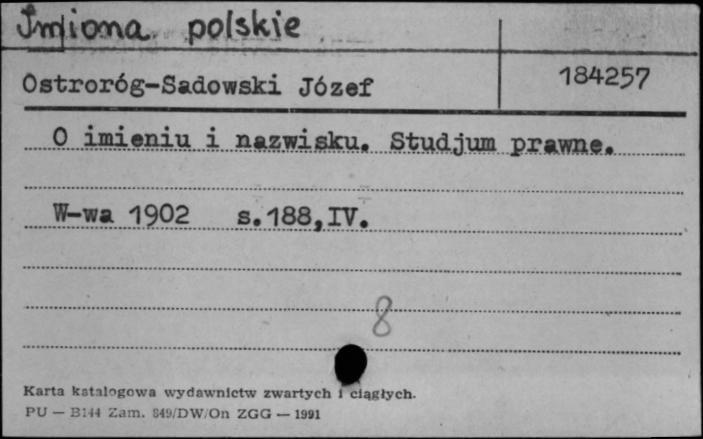 Imiona polskie
Ostroróg-Sadowski Józef 184257
O imieniu i nazwisku. Studjum prawne.
W-wa 1902 s.188,IV.
8
Karta katalogowa wydawnictw zwartych i ciągłych.
PU — B144 Zam. 849/DW/On ZGG — 1991